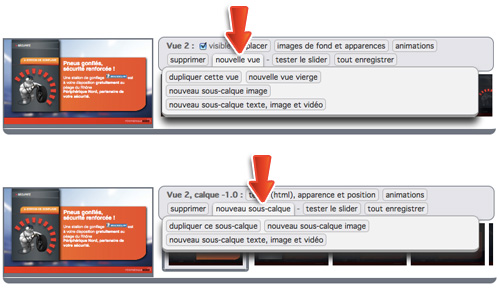 Vue 2 : visible placer images de fond et apparences animations
supprimer nouvelle vue - tester le slider tout enregistrer
dupliquer cette vue nouvelle vue vierge
nouveau sous-calque image
nouveau sous-calque texte, image et vidéo
Pneus gonflés,
sécurité renforcée !
Une station de gonflage est
à votre disposition gratuitement au
péage du Rhône
Périphérique Nord, partenaire de
votre sécurité.
Vue 2, calque -1.0 : (html), apparence et position animations
supprimer nouveau sous-calque - tester le slider tout enregistrer
dupliquer ce sous-calque nouveau sous-calque image
nouveau sous-calque texte, image et vidéo
Pneus gonflés,
sécurité renforcée !
Une station de gonflage est
à votre disposition gratuitement au
péage du Rhône
Périphérique Nord, partenaire de
votre sécurité.